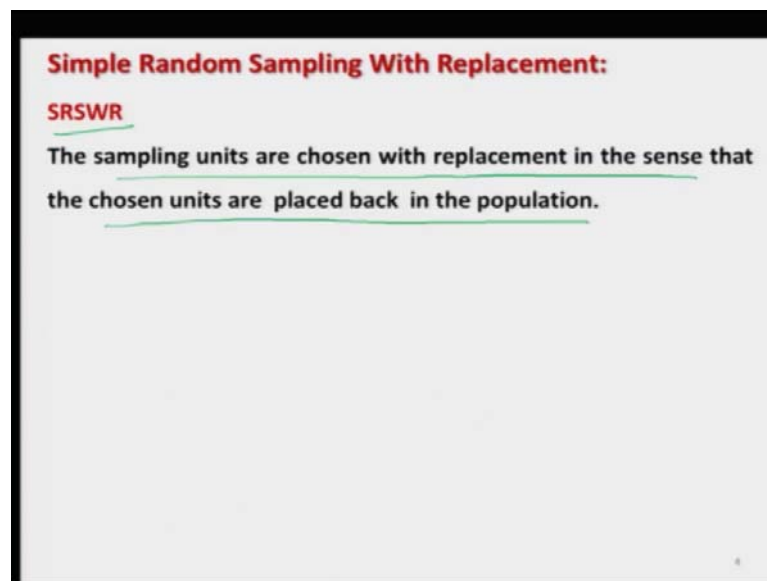 Simple Random Sampling With Replacement:
SRSWR
The sampling units are chosen with replacement in the sense that
the chosen units are placed back in the population.
4